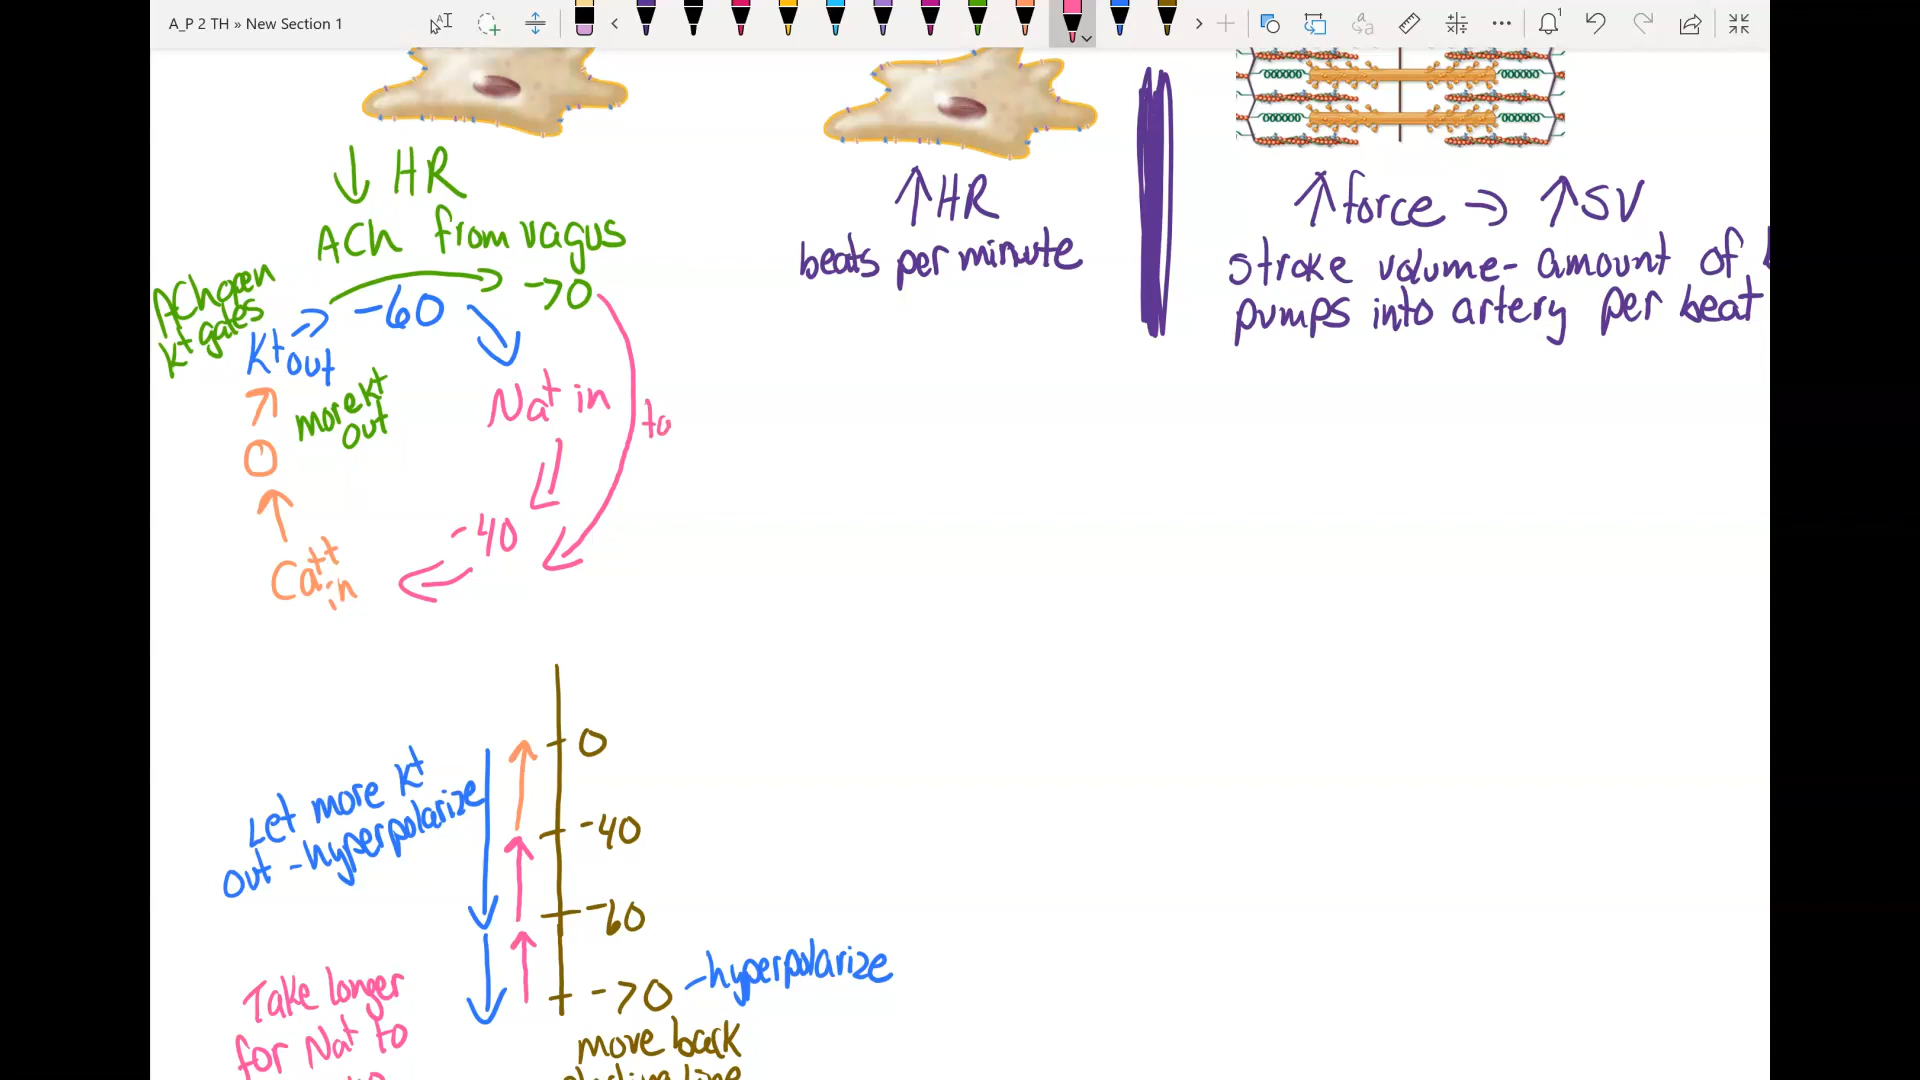 A_P 2 TH » New Section 1
↓ HR
ACh from vagus
ACh open
K+ gates
-60
-70
K+ out
more K+
out
Na+ in
to
0
-40
Ca++
in
↑HR
beats per minute
↑force → ↑SV
stroke volume- amount of
pumps into artery per beat
0
-40
-60
-70
-hyperpolarize
Let more K+
out - hyperpolarize
Take longer
for Na+ to
move back